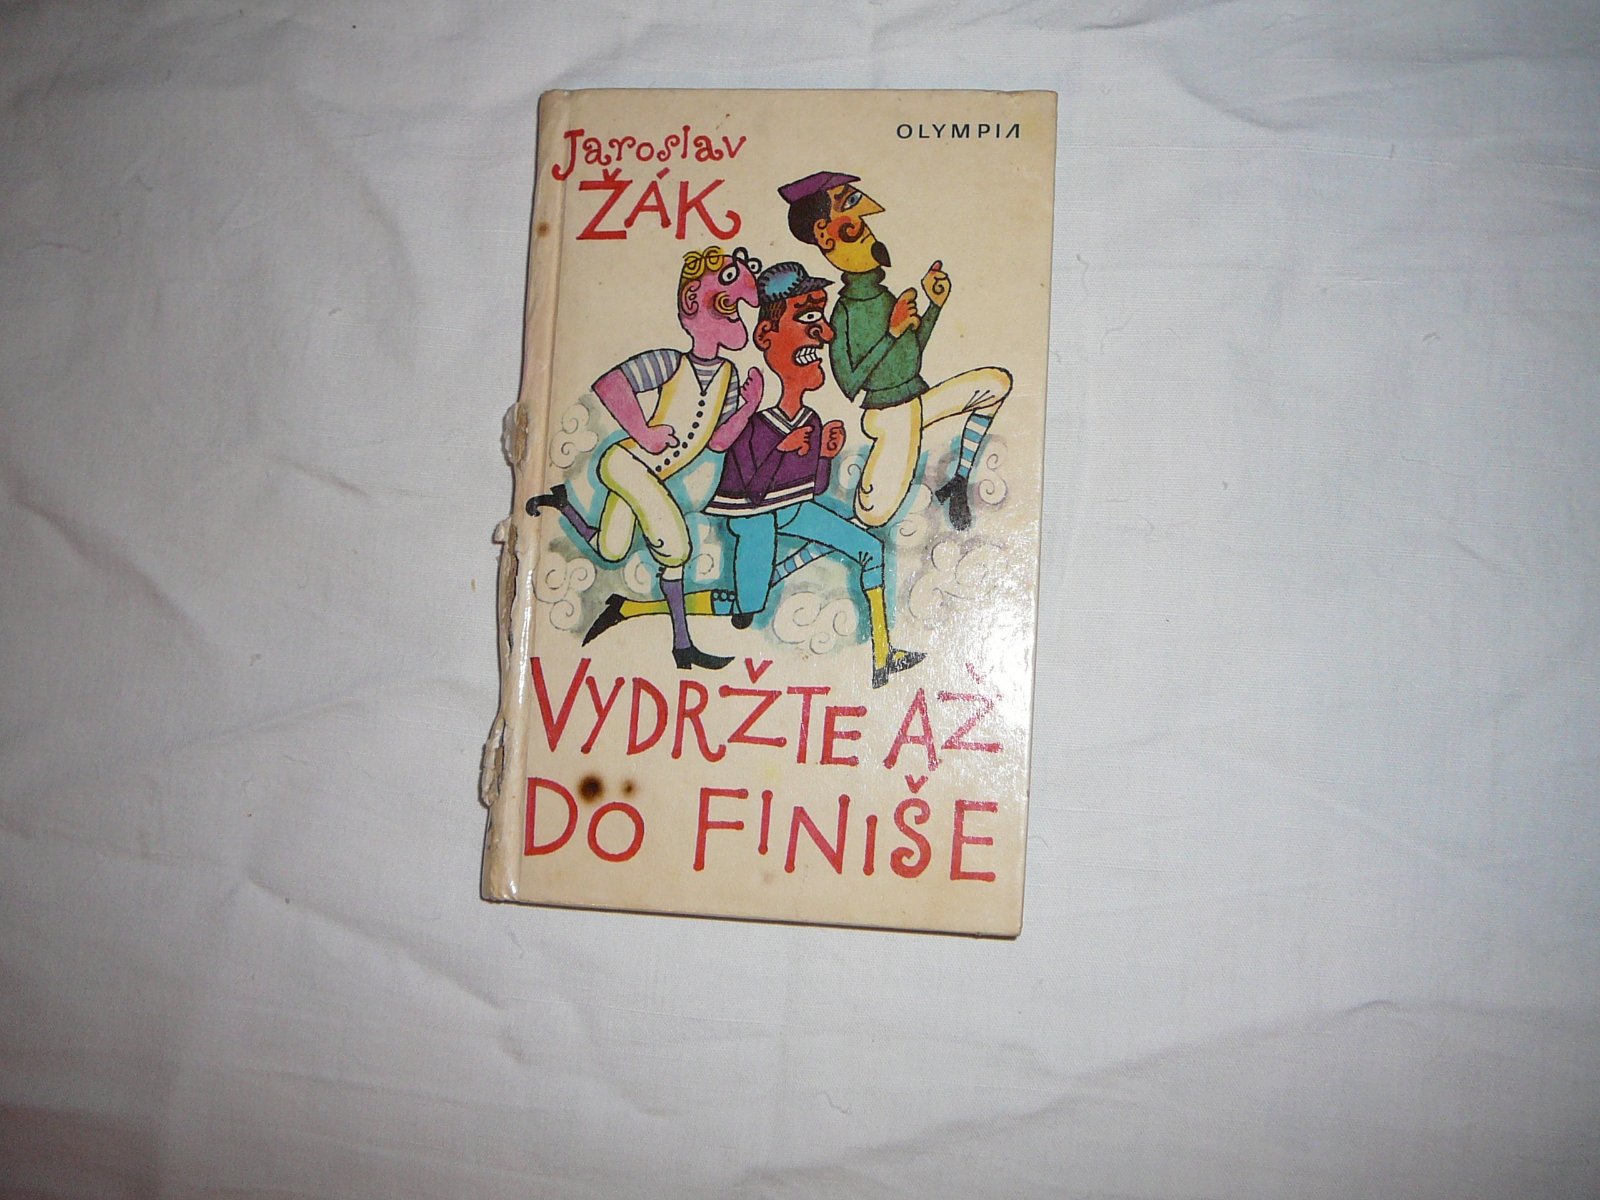 Jaroslav
ŽÁK
OLYMPIA
VYDRŽTE AŽ
DO FINIŠE